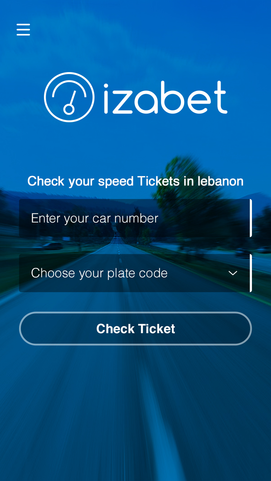 izabet
Check your speed Tickets in lebanon
Enter your car number
Choose your plate code
Check Ticket